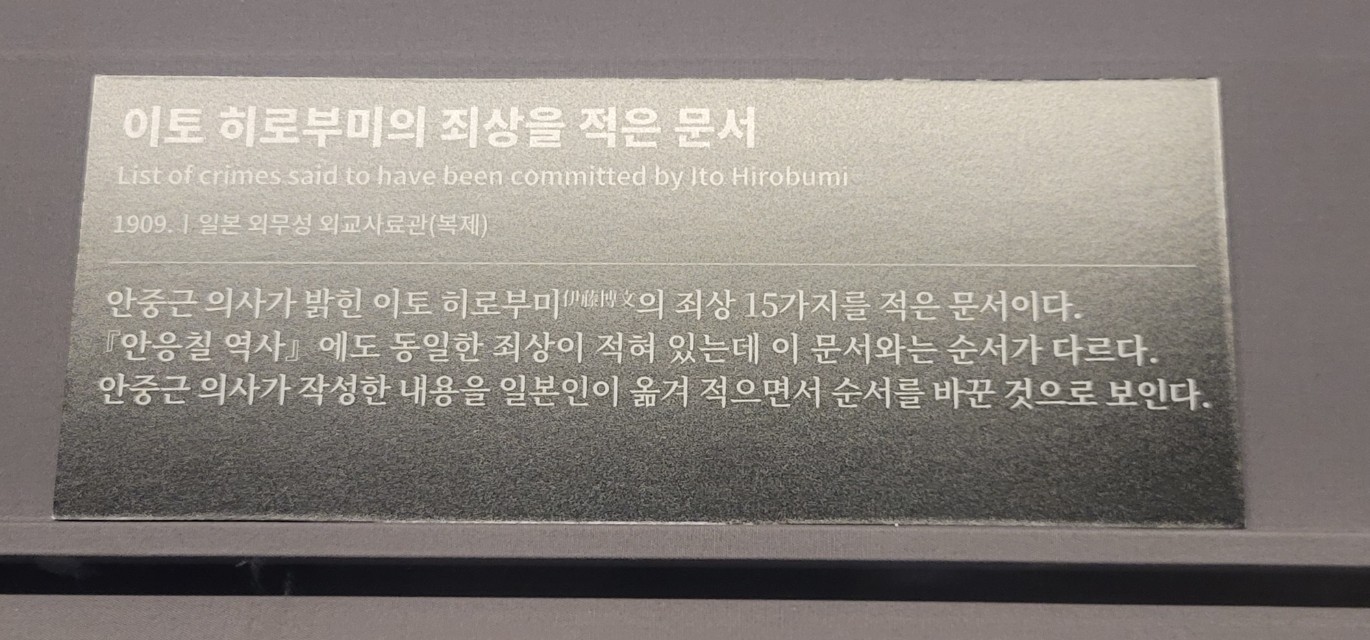 이토 히로부미의 죄상을 적은 문서
List of crimes said to have been committed by Ito Hirobumi
1909. | 일본 외무성 외교사료관(복제)
안중근 의사가 밝힌 이토 히로부미伊藤博文의 죄상 15가지를 적은 문서이다.
『안응칠 역사』에도 동일한 죄상이 적혀 있는데 이 문서와는 순서가 다르다.
안중근 의사가 작성한 내용을 일본인이 옮겨 적으면서 순서를 바꾼 것으로 보인다.